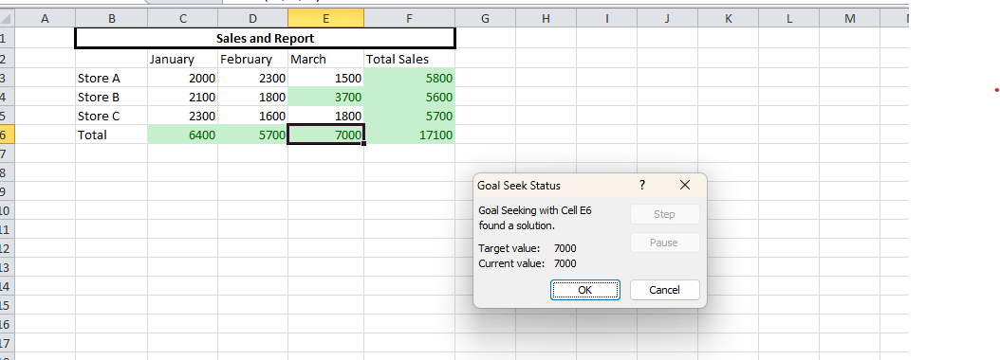 A B C D E F G H I J K L M
1 Sales and Report
2 January February March Total Sales
3 Store A 2000 2300 1500 5800
4 Store B 2100 1800 3700 5600
5 Store C 2300 1600 1800 5700
6 Total 6400 5700 7000 17100
7
8
9
10
11
12
13
14
15
16
17
Goal Seek Status ? X
Goal Seeking with Cell E6
found a solution.
Step
Pause
Target value: 7000
Current value: 7000
OK Cancel